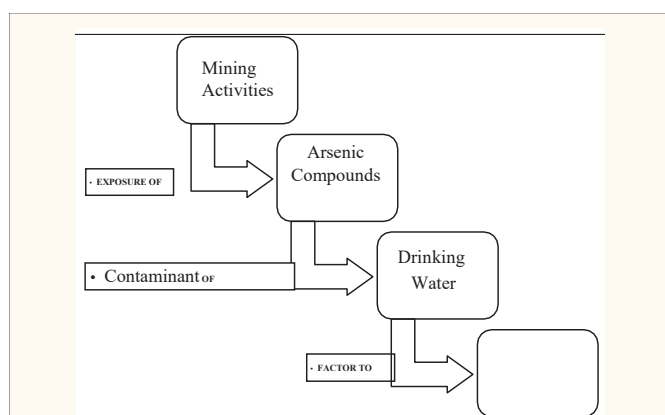 Mining
Activities
• EXPOSURE OF
Arsenic
Compounds
• Contaminant OF
Drinking
Water
• FACTOR TO